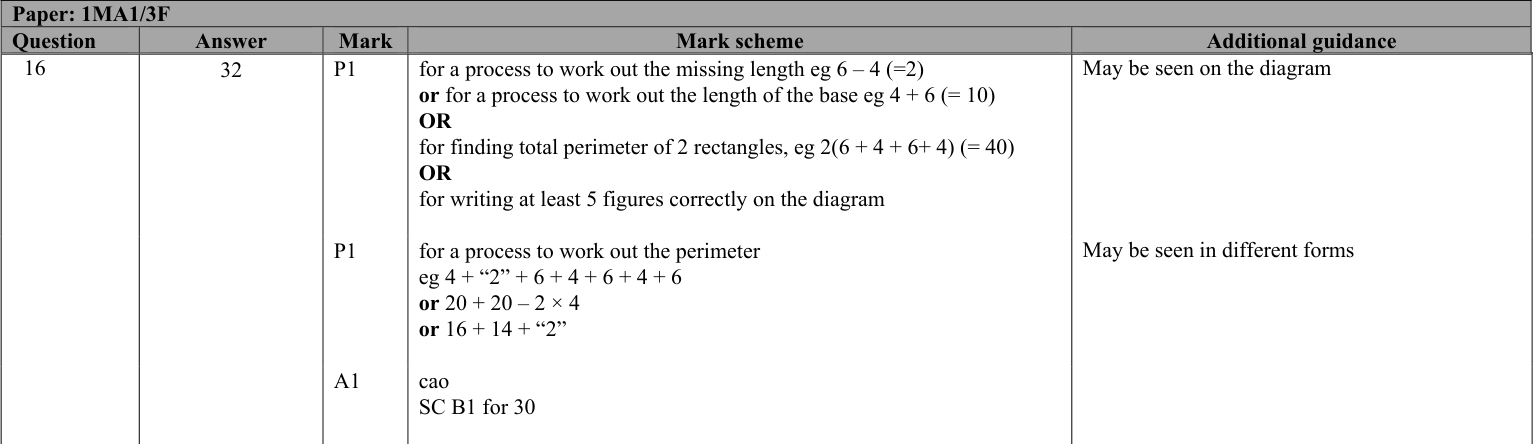 Paper: 1MA1/3F
Question Answer Mark Mark scheme Additional guidance
16 32 P1 for a process to work out the missing length eg 6 – 4 (=2) May be seen on the diagram
or for a process to work out the length of the base eg 4 + 6 (= 10)
OR
for finding total perimeter of 2 rectangles, eg 2(6 + 4 + 6+ 4) (= 40)
OR
for writing at least 5 figures correctly on the diagram
P1 for a process to work out the perimeter May be seen in different forms
eg 4 + “2” + 6 + 4 + 6 + 4 + 6
or 20 + 20 – 2 × 4
or 16 + 14 + “2”
A1 cao
SC B1 for 30